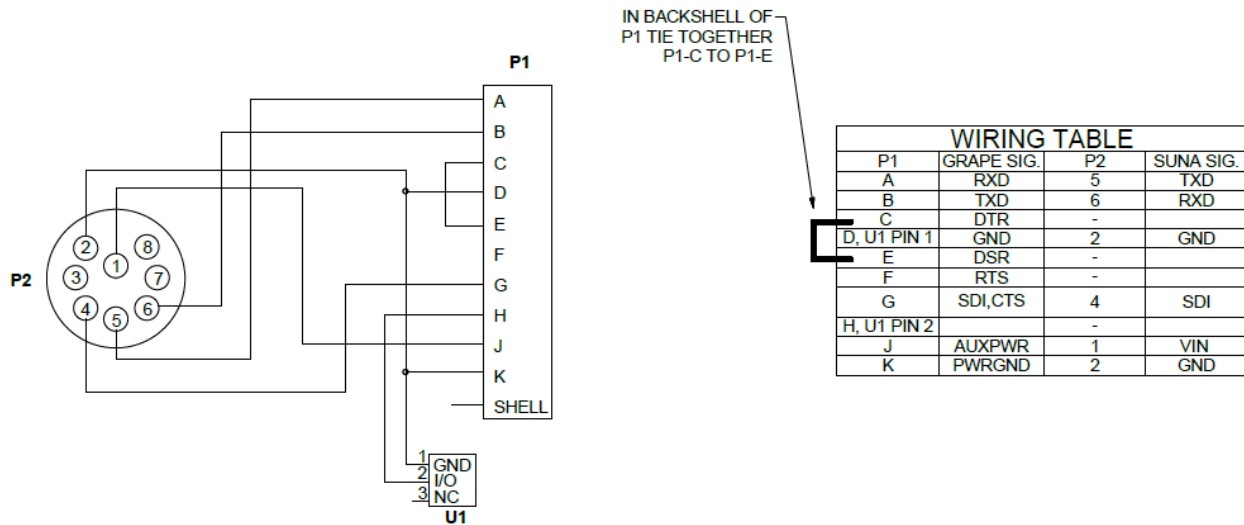 IN BACKSHELL OF
P1 TIE TOGETHER
P1-C TO P1-E
P1
A
B
C
D
E
F
G
H
J
K
SHELL
P2
1
2
3
4
5
6
7
8
1 GND
2 I/O
3 NC
U1
WIRING TABLE
P1 GRAPE SIG. P2 SUNA SIG.
A RXD 5 TXD
B TXD 6 RXD
C DTR -
D, U1 PIN 1 GND 2 GND
E DSR -
F RTS -
G SDI,CTS 4 SDI
H, U1 PIN 2 -
J AUXPWR 1 VIN
K PWRGND 2 GND